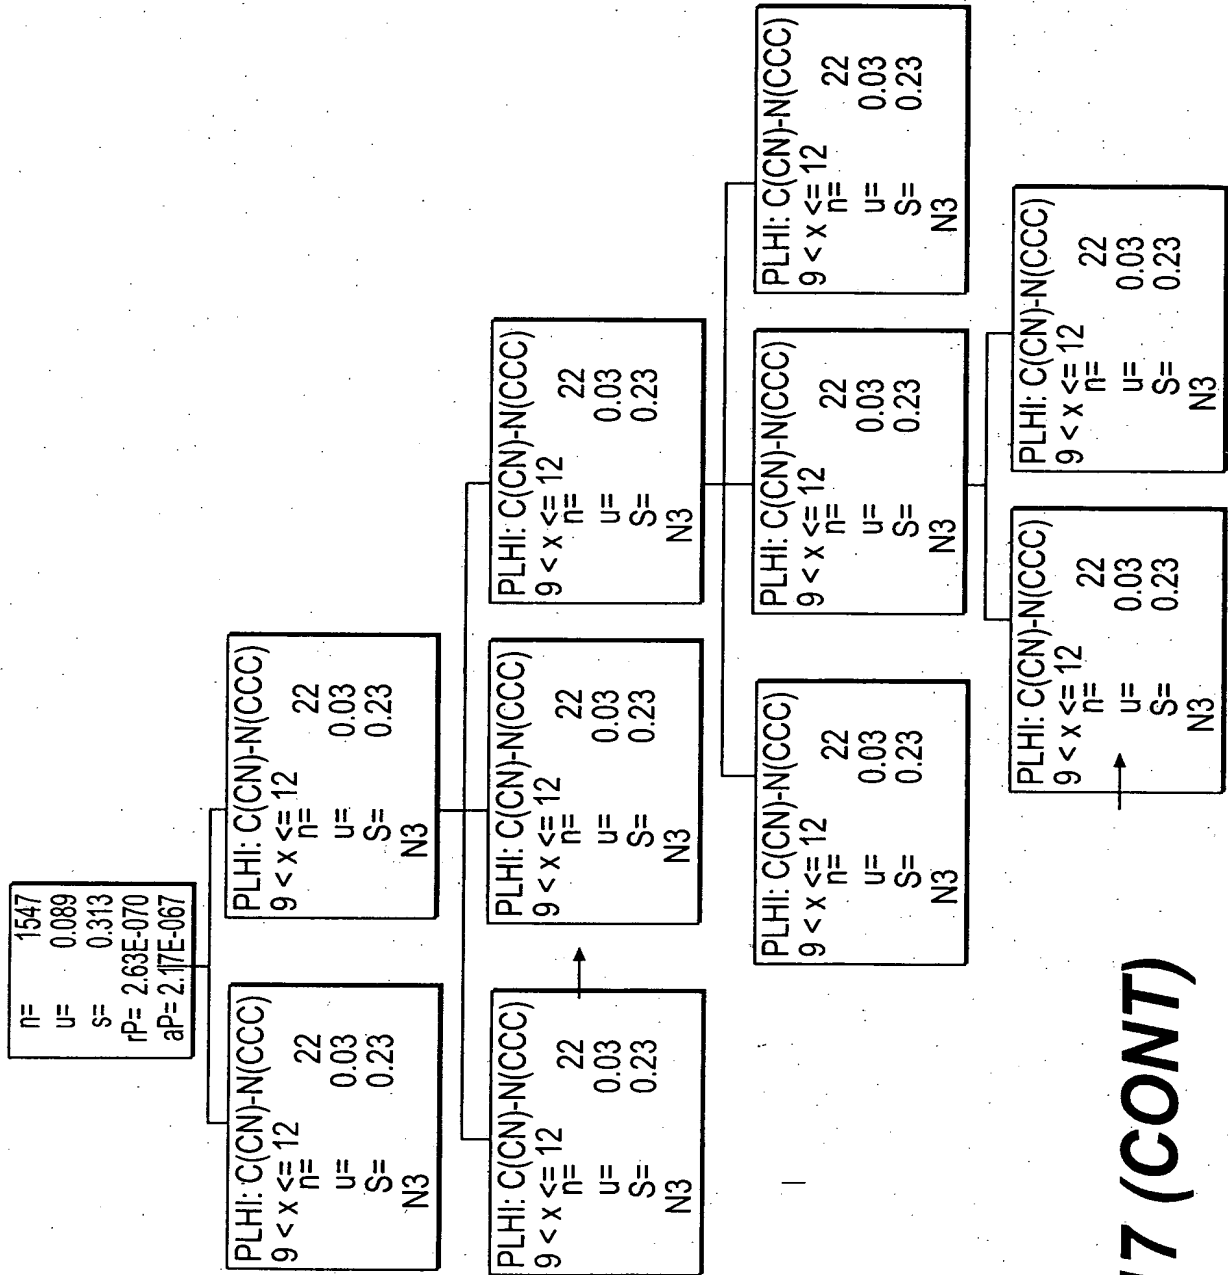 n= 1547
u= 0.089
s= 0.313
rP= 2.63E-070
aP= 2.17E-067
PLHI: C(CN)-N(CCC)
9 < x <= 12
n= 22
u= 0.03
S= 0.23
N3
PLHI: C(CN)-N(CCC)
9 < x <= 12
n= 22
u= 0.03
S= 0.23
N3
PLHI: C(CN)-N(CCC)
9 < x <= 12
n= 22
u= 0.03
S= 0.23
N3
PLHI: C(CN)-N(CCC)
9 < x <= 12
n= 22
u= 0.03
S= 0.23
N3
PLHI: C(CN)-N(CCC)
9 < x <= 12
n= 22
u= 0.03
S= 0.23
N3
PLHI: C(CN)-N(CCC)
9 < x <= 12
n= 22
u= 0.03
S= 0.23
N3
PLHI: C(CN)-N(CCC)
9 < x <= 12
n= 22
u= 0.03
S= 0.23
N3
PLHI: C(CN)-N(CCC)
9 < x <= 12
n= 22
u= 0.03
S= 0.23
N3
PLHI: C(CN)-N(CCC)
9 < x <= 12
n= 22
u= 0.03
S= 0.23
N3
PLHI: C(CN)-N(CCC)
9 < x <= 12
n= 22
u= 0.03
S= 0.23
N3
17 (CONT)